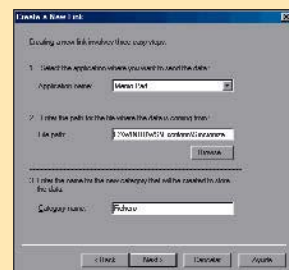 Create a New Link
Creating a new link involves three easy steps.
1. Select the application where you want to send the data:
Application name: Memo Pad
2. Enter the path for the file where the data is coming from:
File path:
Browse
3. Enter the name for the new category that will be created to store
the data.
Category name: Fichero
< Back Next > Cancelar Ayuda